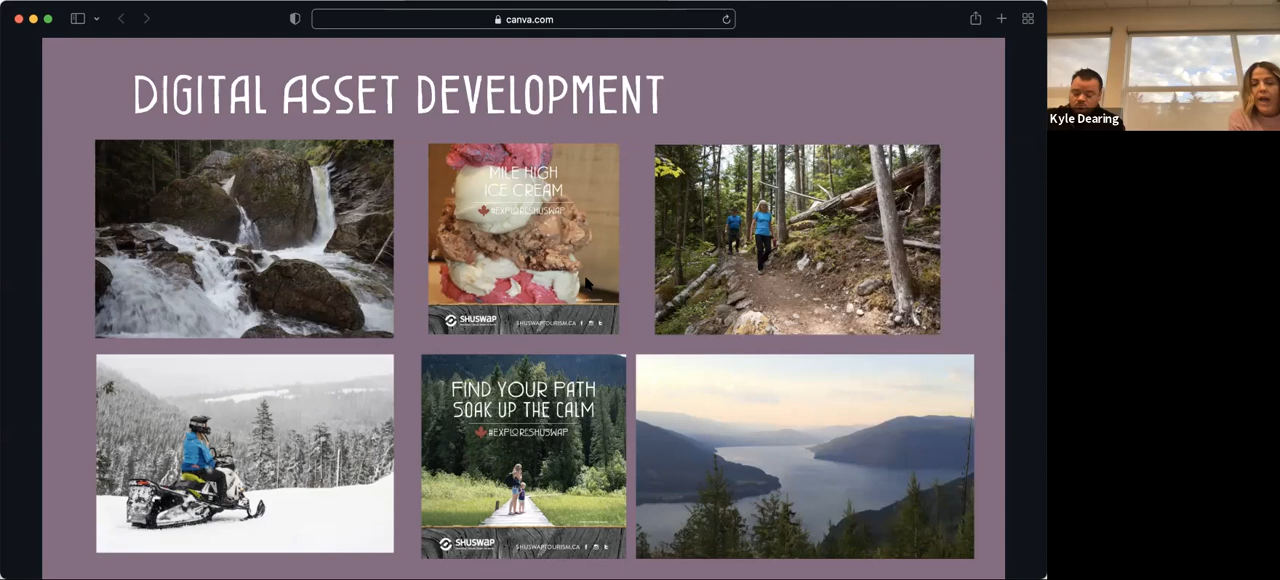 canva.com
DIGITAL ASSET DEVELOPMENT
Kyle Dearing
MILE HIGH
ICE CREAM
#EXPLORESHUSWAP
SHUSWAP
SHUSWAPTOURISM.CA
FIND YOUR PATH
SOAK UP THE CALM
#EXPLORESHUSWAP
SHUSWAP
SHUSWAPTOURISM.CA